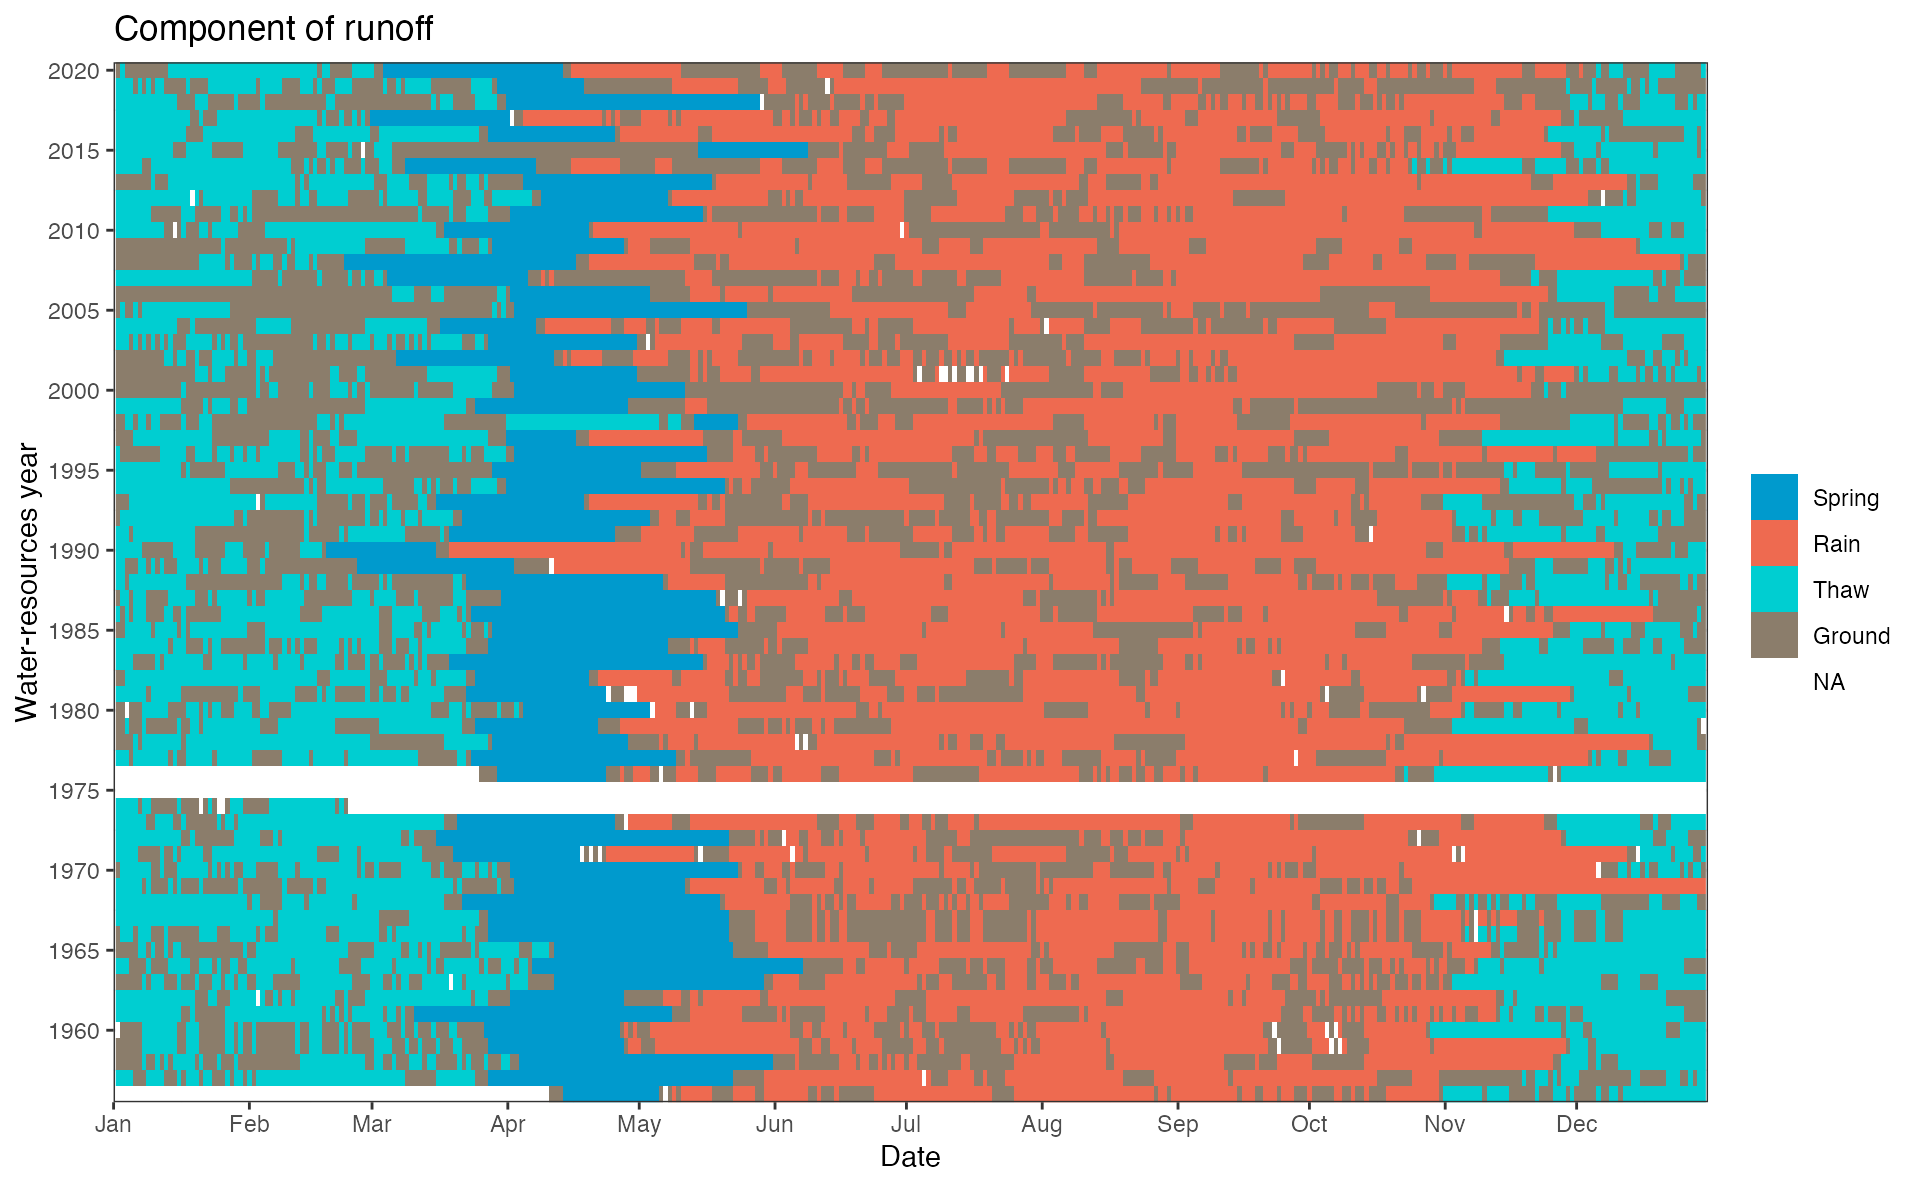 Component of runoff
Water-resources year
2020
2015
2010
2005
2000
1995
1990
1985
1980
1975
1970
1965
1960
Jan Feb Mar Apr May Jun Jul Aug Sep Oct Nov Dec
Date
Spring
Rain
Thaw
Ground
NA